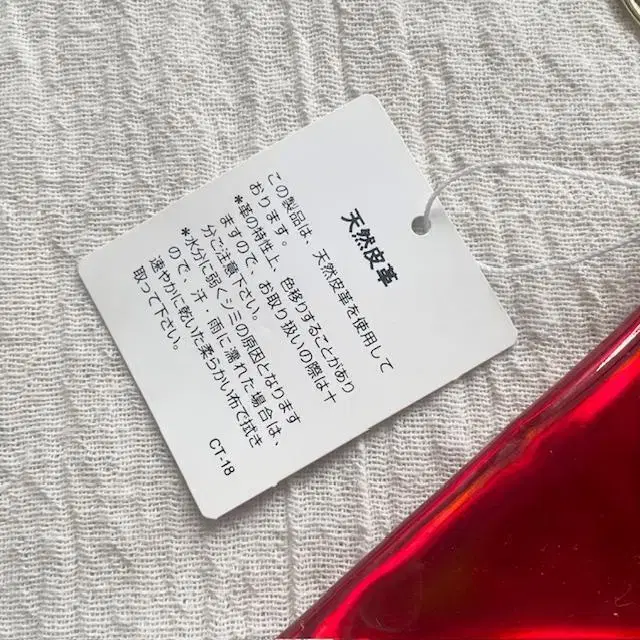 天然皮革
この製品は、天然皮革を使用して
おります。
*革の特性上、色移りすることがあり
ますので、お取り扱いの際は十
分ご注意下さい。
*水分に弱くシミの原因となります
ので、汗・雨に濡れた場合は、
速やかに乾いた柔らかい布で拭き
取って下さい。
CT-18